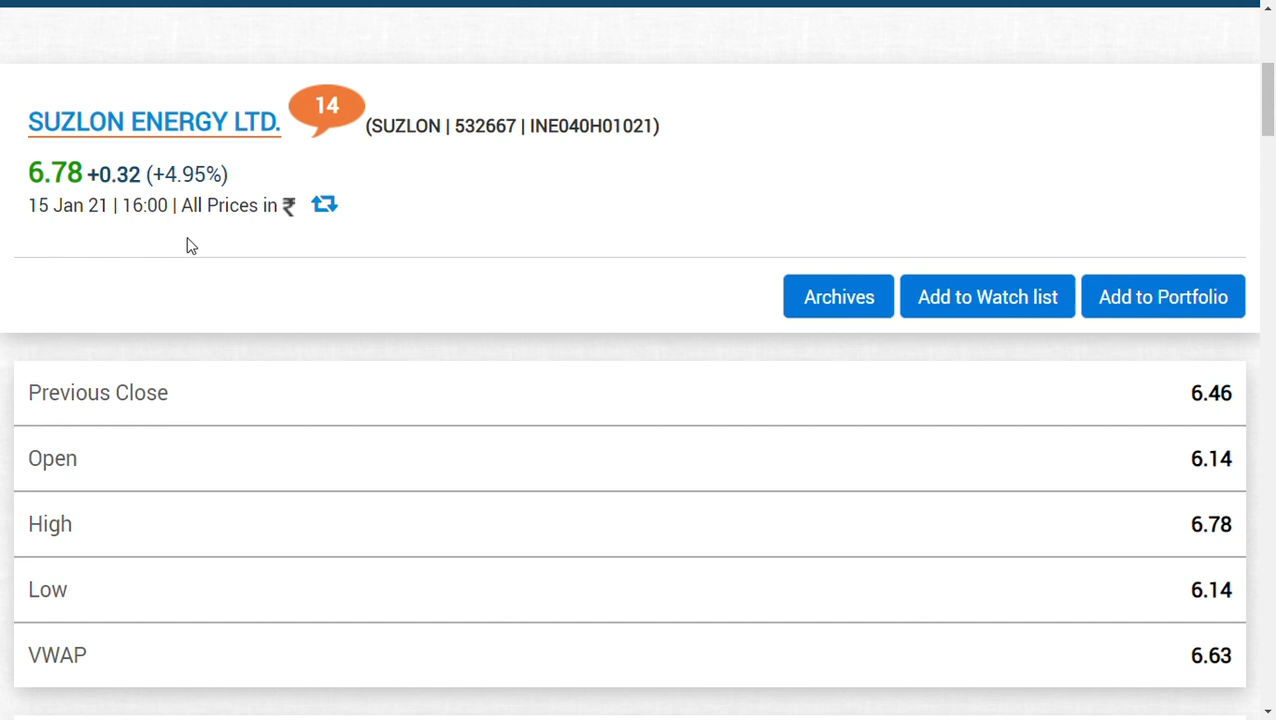 SUZLON ENERGY LTD. 14 (SUZLON | 532667 | INE040H01021)
6.78 +0.32 (+4.95%)
15 Jan 21 | 16:00 | All Prices in ₹
Archives Add to Watch list Add to Portfolio
Previous Close 6.46
Open 6.14
High 6.78
Low 6.14
VWAP 6.63